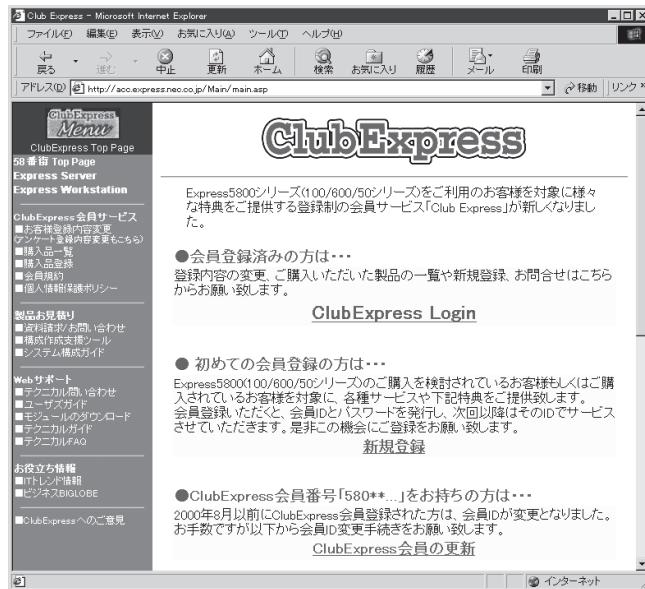 Club Express - Microsoft Internet Explorer
ファイル(F) 編集(E) 表示(V) お気に入り(A) ツール(T) ヘルプ(H)
戻る 進む 中止 更新 ホーム 検索 お気に入り 履歴 メール 印刷
アドレス(D) http://acc.express.nec.co.jp/Main/main.asp 移動 リンク »
ClubExpress
Menu
ClubExpress Top Page
58番街 Top Page
Express Server
Express Workstation
ClubExpress会員サービス
■お客様登録内容変更
(アンケート登録内容変更もこちら)
■購入品一覧
■購入品登録
■会員規約
■個人情報保護ポリシー
製品お見積り
■資料請求/お問い合わせ
■構成作成支援ツール
■システム構成ガイド
Webサポート
■テクニカル問い合わせ
■ユーザズガイド
■モジュールのダウンロード
■テクニカルガイド
■テクニカルFAQ
お役立ち情報
■ITトレンド情報
■ビジネスBIGLOBE
■ClubExpressへのご意見
ClubExpress
Express5800シリーズ(100/600/50シリーズ)をご利用のお客様を対象に様々
な特典をご提供する登録制の会員サービス「Club Express」が新しくなりまし
た。
●会員登録済みの方は・・・
登録内容の変更、ご購入いただいた製品の一覧や新規登録、お問合せはこちら
からお願い致します。
ClubExpress Login
● 初めての会員登録の方は・・・
Express5800(100/600/50シリーズ)のご購入を検討されているお客様もしくはご購
入されているお客様を対象に、各種サービスや下記特典をご提供致します。
会員登録いただくと、会員IDとパスワードを発行し、次回以降はそのIDでサービス
させていただきます。是非この機会にご登録をお願い致します。
新規登録
●ClubExpress会員番号「580**...」をお持ちの方は・・・
2000年8月以前にClubExpress会員登録された方は、会員IDが変更となりました。
お手数ですが以下から会員ID変更手続きをお願い致します。
ClubExpress会員の更新
インターネット